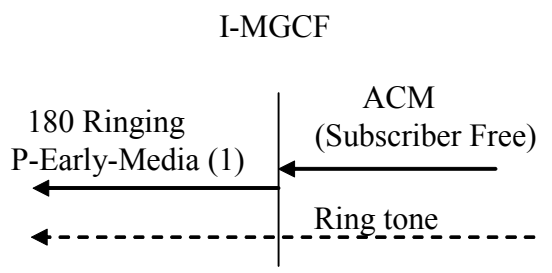 I-MGCF
180 Ringing
P-Early-Media (1)
ACM
(Subscriber Free)
Ring tone